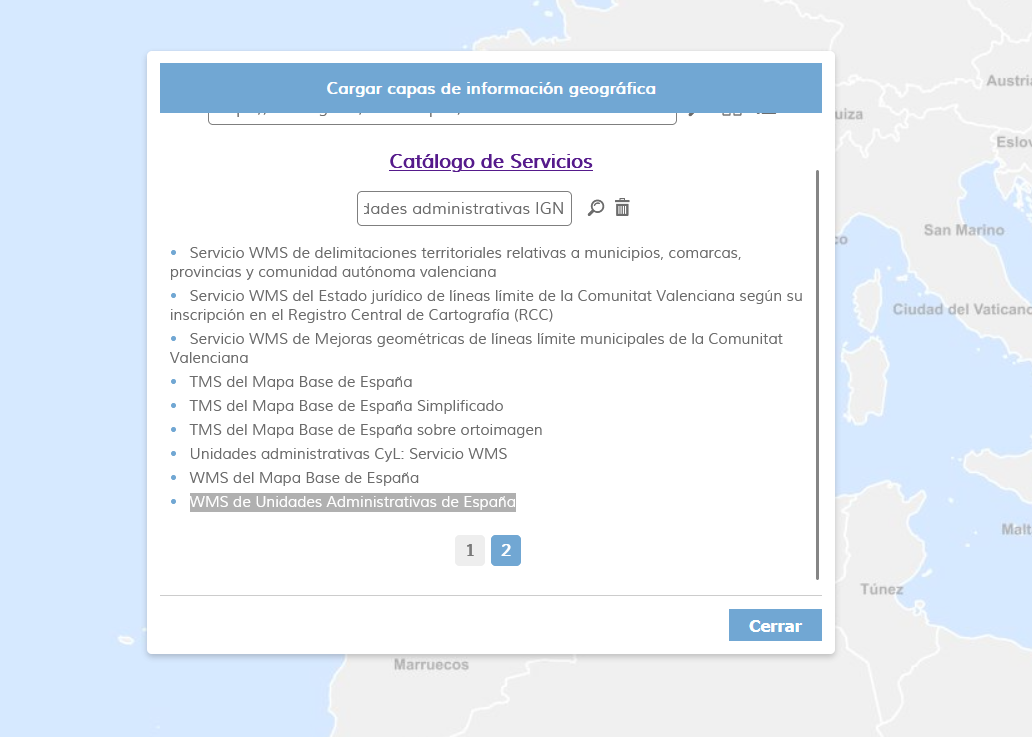 Cargar capas de información geográfica
Catálogo de Servicios
dades administrativas IGN
Servicio WMS de delimitaciones territoriales relativas a municipios, comarcas,
provincias y comunidad autónoma valenciana
Servicio WMS del Estado jurídico de líneas límite de la Comunitat Valenciana según su
inscripción en el Registro Central de Cartografía (RCC)
Servicio WMS de Mejoras geométricas de líneas límite municipales de la Comunitat
Valenciana
TMS del Mapa Base de España
TMS del Mapa Base de España Simplificado
TMS del Mapa Base de España sobre ortoimagen
Unidades administrativas CyL: Servicio WMS
WMS del Mapa Base de España
WMS de Unidades Administrativas de España
1 2
Cerrar
Austri
uiza
Eslov
San Marino
co
Ciudad del Vaticano
Malt
Túnez
Marruecos